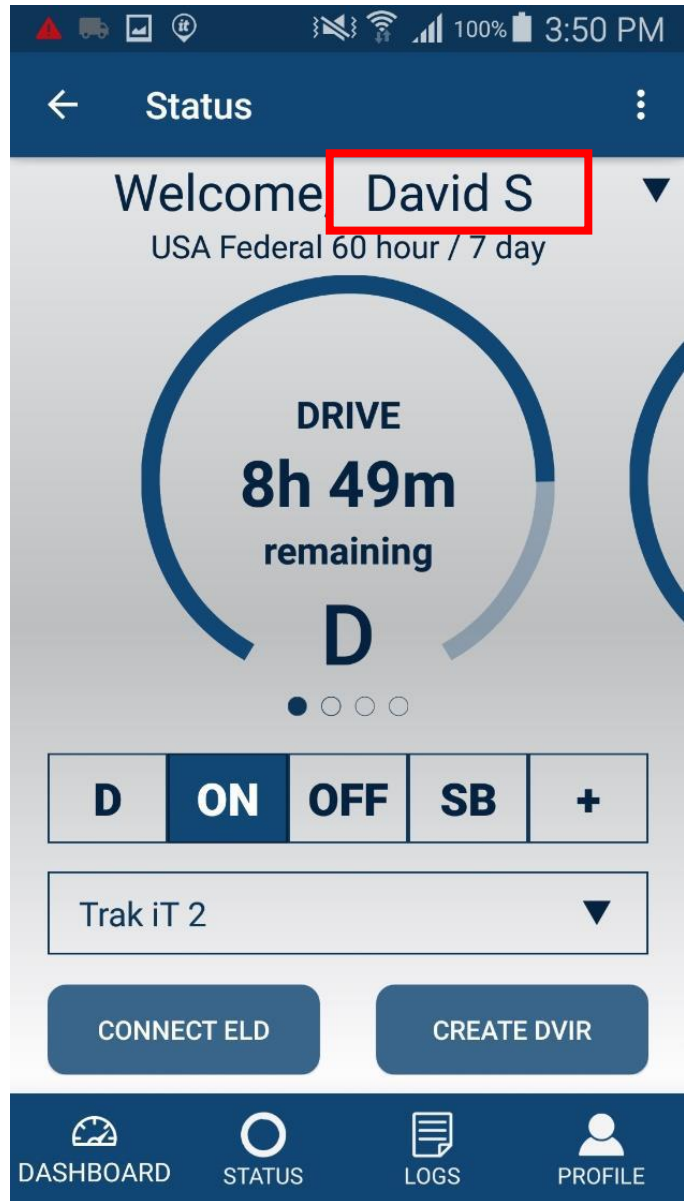 it 100% 3:50 PM
Status
Welcome, David S
USA Federal 60 hour / 7 day
DRIVE
8h 49m
remaining
D
D ON OFF SB +
Trak iT 2
CONNECT ELD CREATE DVIR
DASHBOARD STATUS LOGS PROFILE